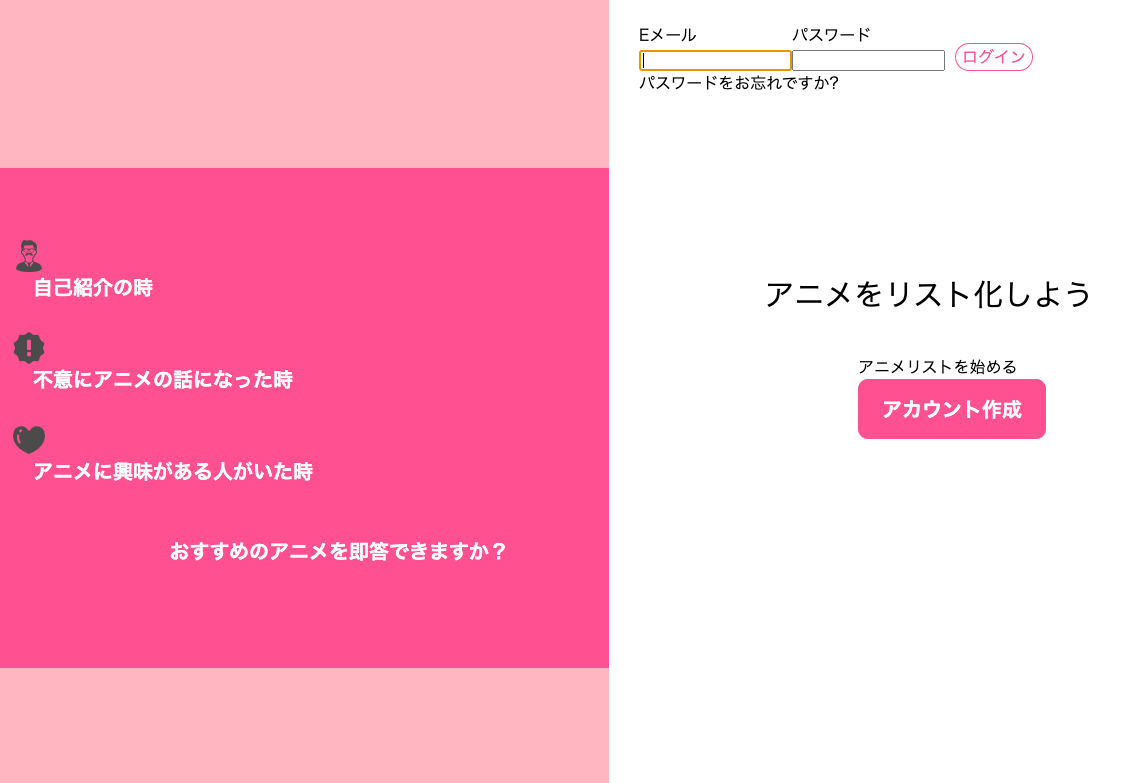 Eメール
パスワード
ログイン
パスワードをお忘れですか?
自己紹介の時
不意にアニメの話になった時
アニメに興味がある人がいた時
おすすめのアニメを即答できますか？
アニメをリスト化しよう
アニメリストを始める
アカウント作成